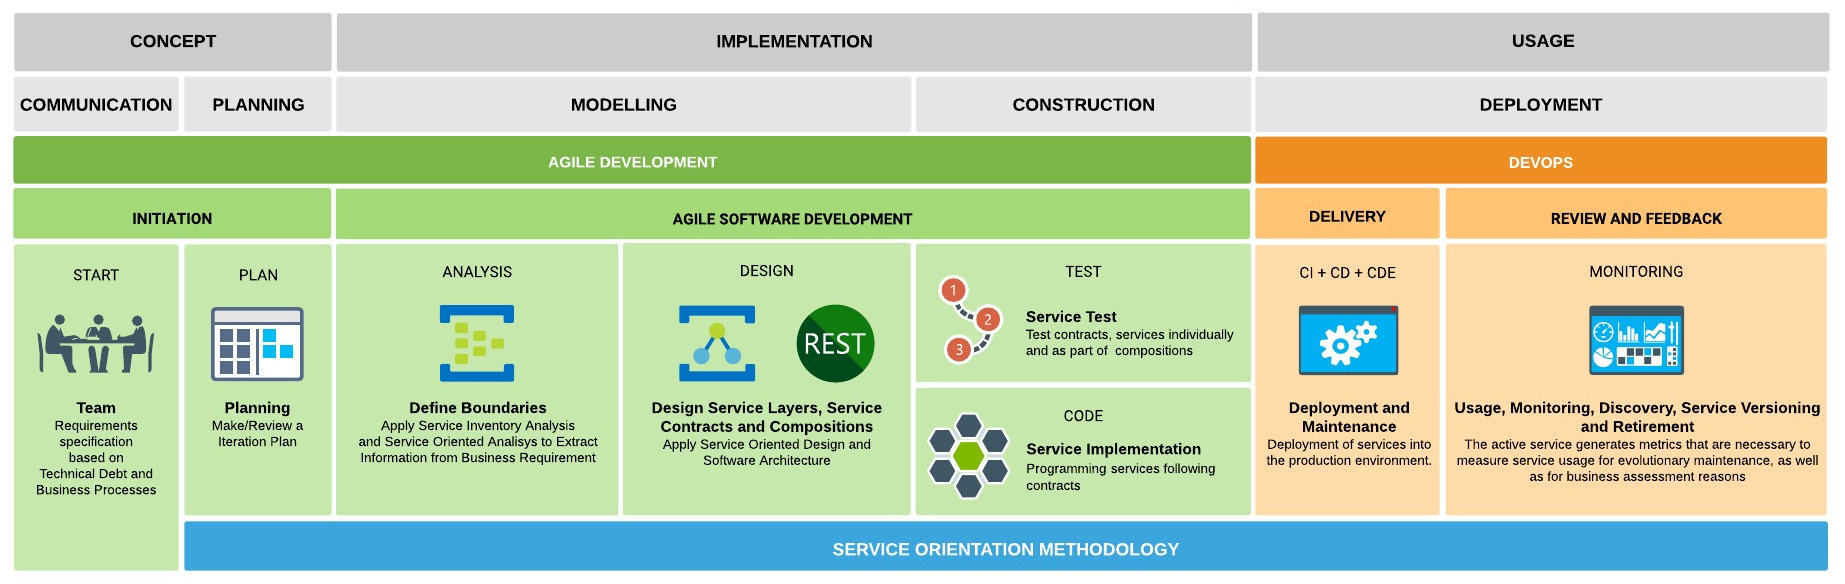 CONCEPT
IMPLEMENTATION
USAGE
COMMUNICATION
PLANNING
MODELLING
CONSTRUCTION
DEPLOYMENT
AGILE DEVELOPMENT
DEVOPS
INITIATION
AGILE SOFTWARE DEVELOPMENT
DELIVERY
REVIEW AND FEEDBACK
START
Team
Requirements
specification
based on
Technical Debt and
Business Processes
PLAN
Planning
Make/Review a
Iteration Plan
ANALYSIS
Define Boundaries
Apply Service Inventory Analysis
and Service Oriented Analisys to Extract
Information from Business Requirement
DESIGN
REST
Design Service Layers, Service
Contracts and Compositions
Apply Service Oriented Design and
Software Architecture
TEST
1
2
3
Service Test
Test contracts, services individually
and as part of compositions
CODE
Service Implementation
Programming services following
contracts
CI + CD + CDE
Deployment and
Maintenance
Deployment of services into
the production environment.
MONITORING
Usage, Monitoring, Discovery, Service Versioning
and Retirement
The active service generates metrics that are necessary to
measure service usage for evolutionary maintenance, as well
as for business assessment reasons
SERVICE ORIENTATION METHODOLOGY